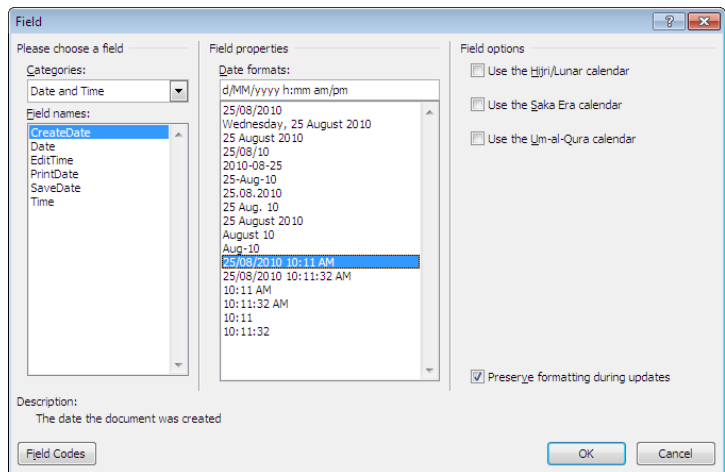 Field
Please choose a field
Categories:
Date and Time
Field names:
CreateDate
Date
EditTime
PrintDate
SaveDate
Time
Field properties
Date formats:
d/MM/yyyy h:mm am/pm
25/08/2010
Wednesday, 25 August 2010
25 August 2010
25/08/10
2010-08-25
25-Aug-10
25.08.2010
25 Aug. 10
25 August 2010
August 10
Aug-10
25/08/2010 10:11 AM
25/08/2010 10:11:32 AM
10:11 AM
10:11:32 AM
10:11
10:11:32
Field options
Use the Hijri/Lunar calendar
Use the Saka Era calendar
Use the Um-al-Qura calendar
Preserve formatting during updates
Description:
The date the document was created
Field Codes
OK
Cancel